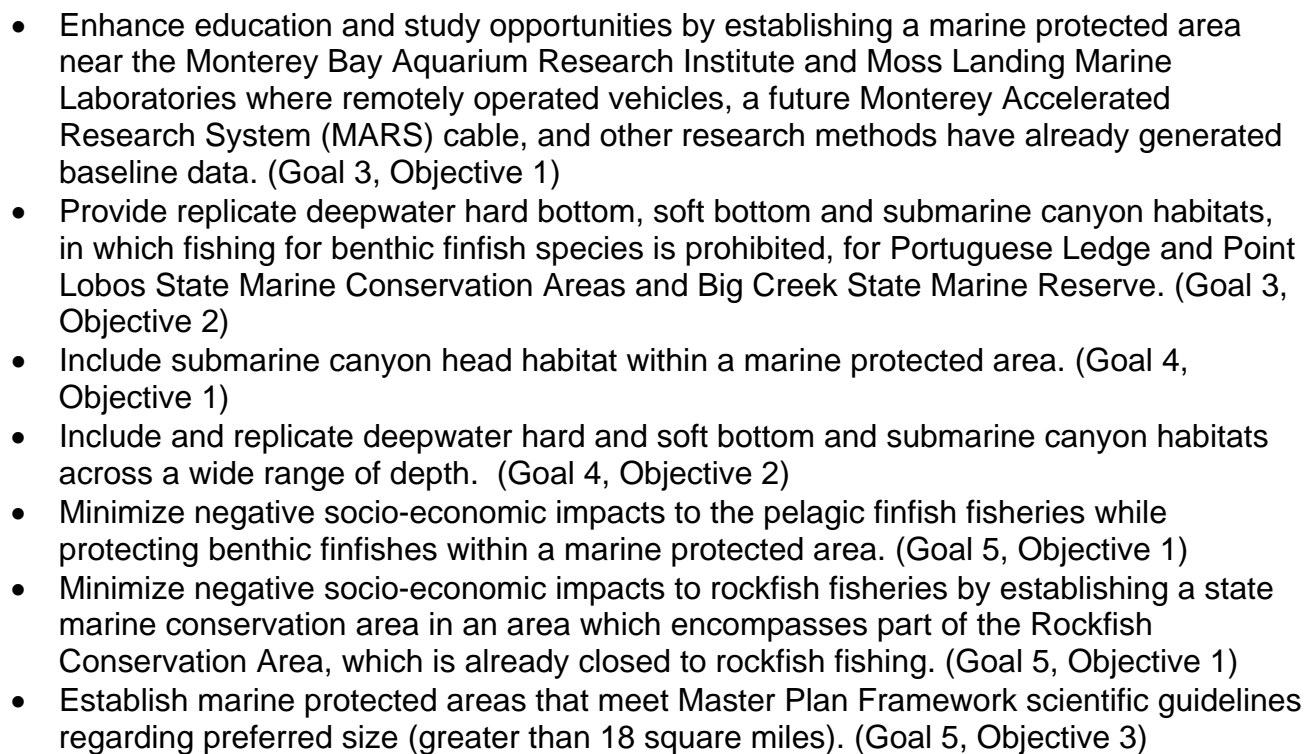 • Enhance education and study opportunities by establishing a marine protected area
near the Monterey Bay Aquarium Research Institute and Moss Landing Marine
Laboratories where remotely operated vehicles, a future Monterey Accelerated
Research System (MARS) cable, and other research methods have already generated
baseline data. (Goal 3, Objective 1)
• Provide replicate deepwater hard bottom, soft bottom and submarine canyon habitats,
in which fishing for benthic finfish species is prohibited, for Portuguese Ledge and Point
Lobos State Marine Conservation Areas and Big Creek State Marine Reserve. (Goal 3,
Objective 2)
• Include submarine canyon head habitat within a marine protected area. (Goal 4,
Objective 1)
• Include and replicate deepwater hard and soft bottom and submarine canyon habitats
across a wide range of depth.  (Goal 4, Objective 2)
• Minimize negative socio-economic impacts to the pelagic finfish fisheries while
protecting benthic finfishes within a marine protected area. (Goal 5, Objective 1)
• Minimize negative socio-economic impacts to rockfish fisheries by establishing a state
marine conservation area in an area which encompasses part of the Rockfish
Conservation Area, which is already closed to rockfish fishing. (Goal 5, Objective 1)
• Establish marine protected areas that meet Master Plan Framework scientific guidelines
regarding preferred size (greater than 18 square miles). (Goal 5, Objective 3)